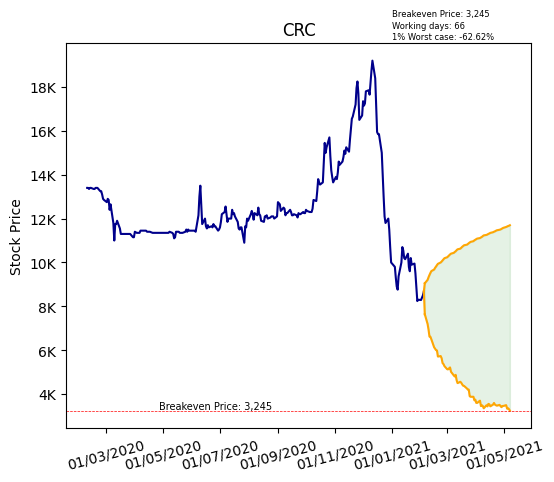 Breakeven Price: 3,245
Working days: 66
1% Worst case: -62.62%
CRC
Stock Price
18K
16K
14K
12K
10K
8K
6K
4K
Breakeven Price: 3,245
01/03/2020
01/05/2020
01/07/2020
01/09/2020
01/11/2020
01/01/2021
01/03/2021
01/05/2021